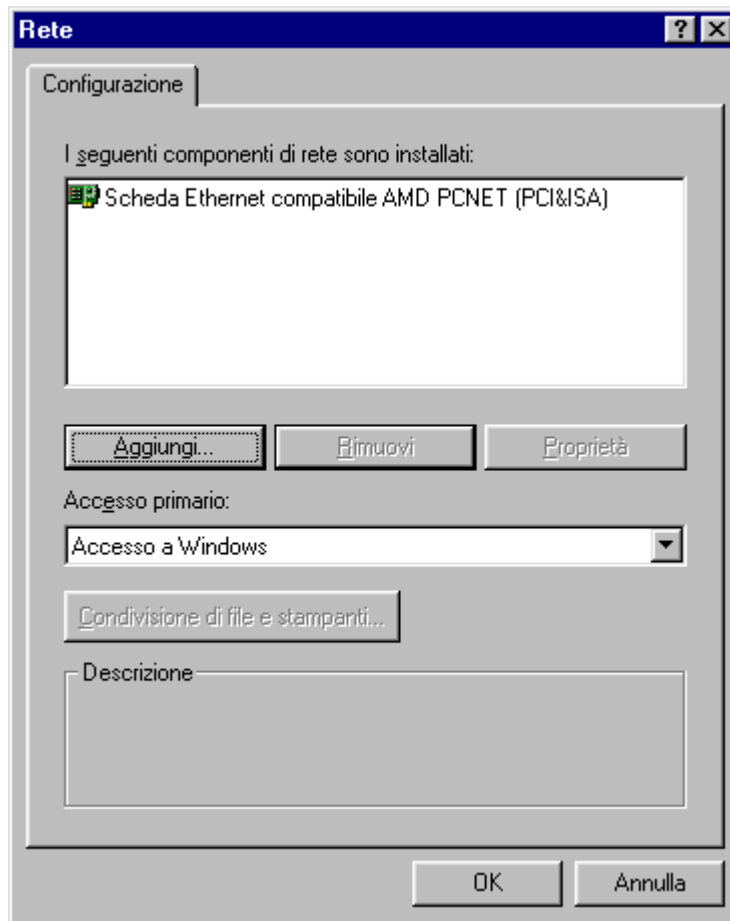 Rete
Configurazione
I seguenti componenti di rete sono installati:
Scheda Ethernet compatibile AMD PCNET (PCI&ISA)
Aggiungi... Rimuovi Proprietà
Accesso primario:
Accesso a Windows
Condivisione di file e stampanti...
Descrizione
OK Annulla